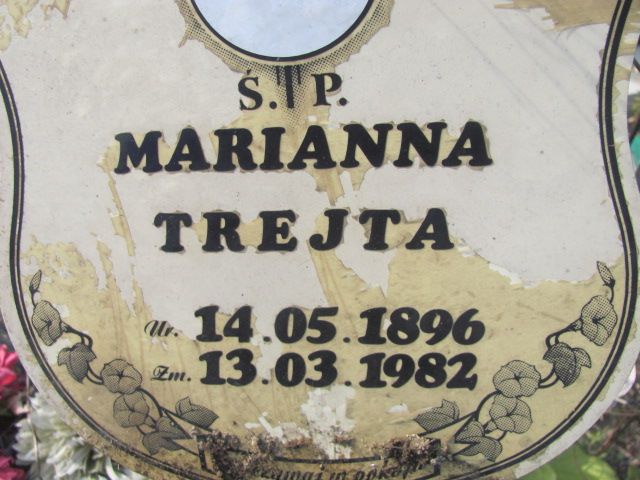 Ś. P.
MARIANNA
TREJTA
Ur. 14.05.1896
Zm. 13.03.1982